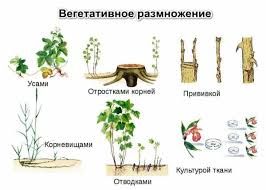 Вегетативное размножение
Усами
Отростками корней
Прививкой
Корневищами
Отводками
Культурой ткани